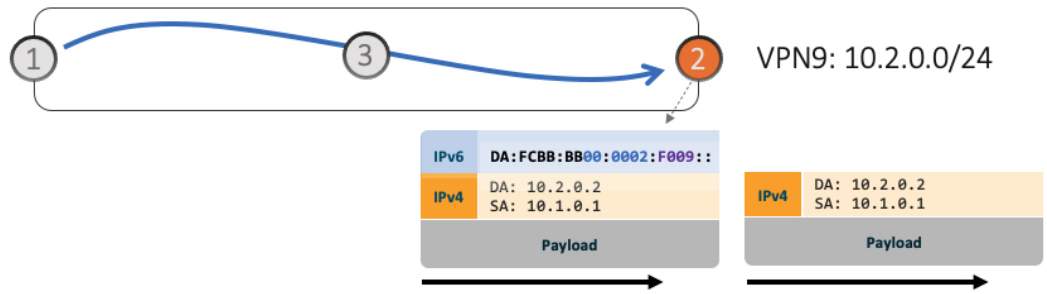 1
3
2
VPN9: 10.2.0.0/24
IPv6
DA:FCBB:BB00:0002:F009::
IPv4
DA: 10.2.0.2
SA: 10.1.0.1
Payload
IPv4
DA: 10.2.0.2
SA: 10.1.0.1
Payload